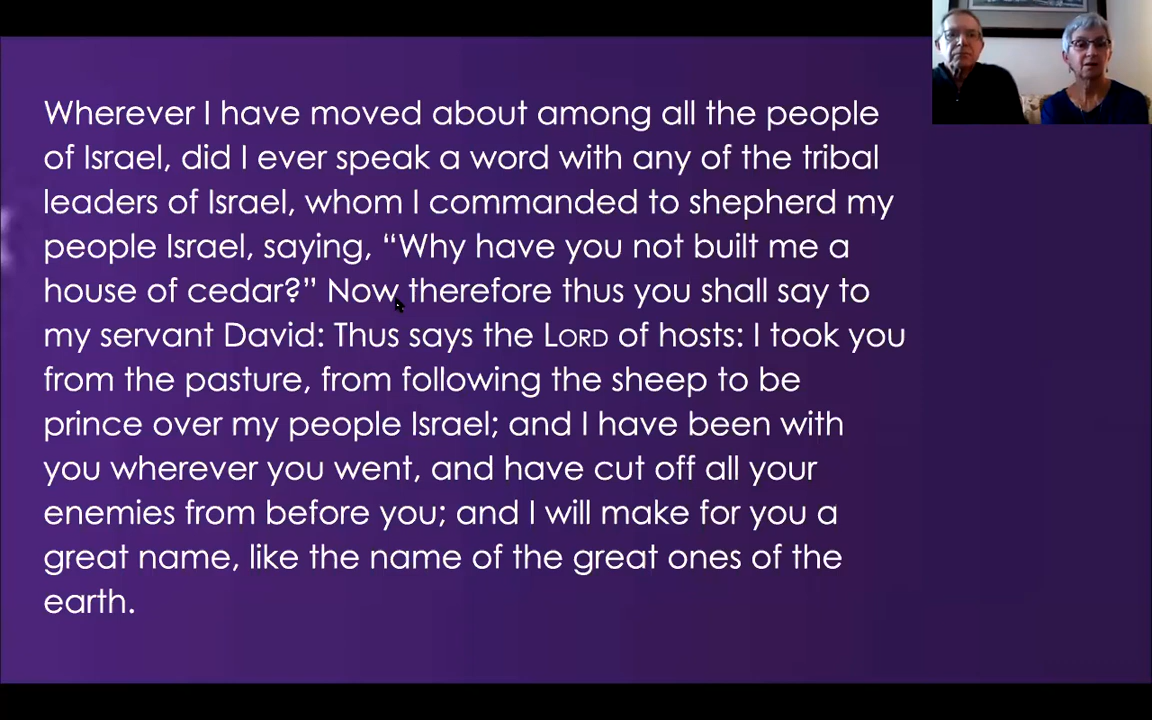 Wherever I have moved about among all the people
of Israel, did I ever speak a word with any of the tribal
leaders of Israel, whom I commanded to shepherd my
people Israel, saying, “Why have you not built me a
house of cedar?” Now therefore thus you shall say to
my servant David: Thus says the LORD of hosts: I took you
from the pasture, from following the sheep to be
prince over my people Israel; and I have been with
you wherever you went, and have cut off all your
enemies from before you; and I will make for you a
great name, like the name of the great ones of the
earth.